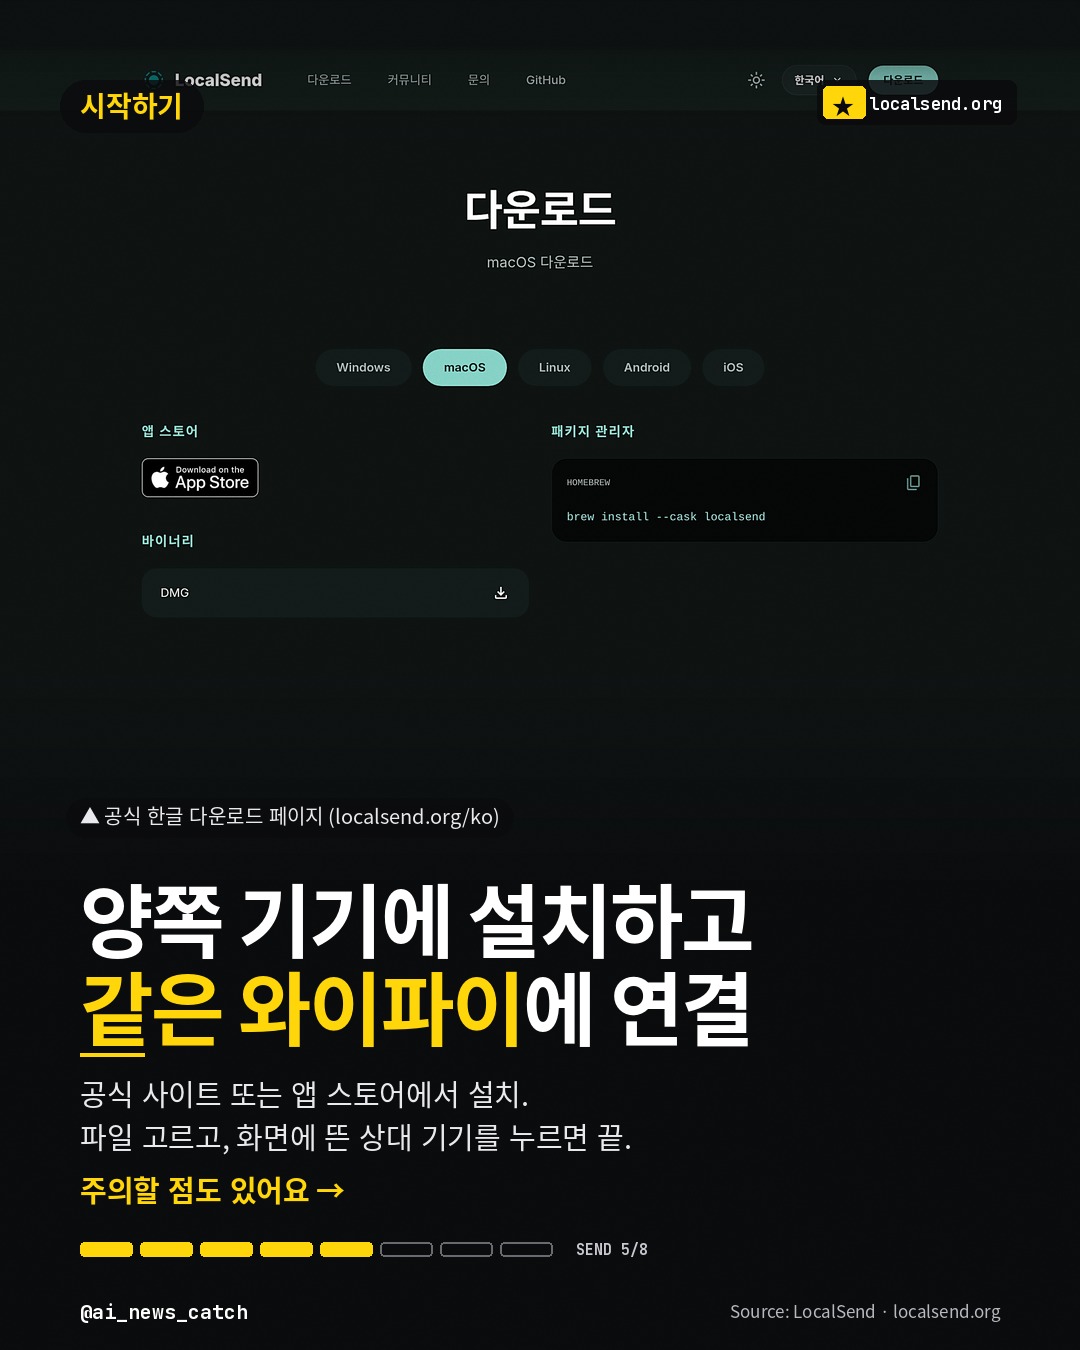 LocalSend 다운로드 커뮤니티 문의 GitHub 한국어 다운로드
시작하기
localsend.org
다운로드
macOS 다운로드
Windows macOS Linux Android iOS
앱 스토어
Download on the
App Store
바이너리
DMG
패키지 관리자
HOMEBREW
brew install --cask localsend
▲ 공식 한글 다운로드 페이지 (localsend.org/ko)
양쪽 기기에 설치하고
같은 와이파이에 연결
공식 사이트 또는 앱 스토어에서 설치.
파일 고르고, 화면에 뜬 상대 기기를 누르면 끝.
주의할 점도 있어요 →
SEND 5/8
@ai_news_catch
Source: LocalSend · localsend.org